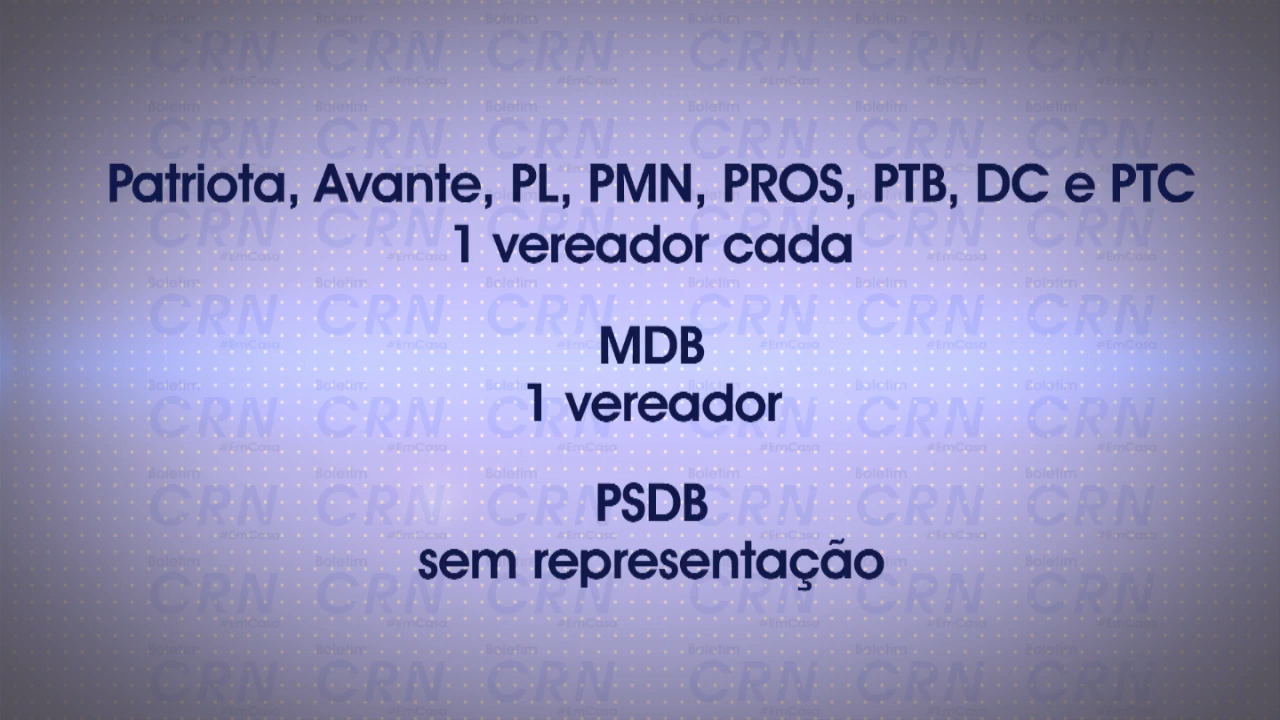 Patriota, Avante, PL, PMN, PROS, PTB, DC e PTC
1 vereador cada
MDB
1 vereador
PSDB
sem representação